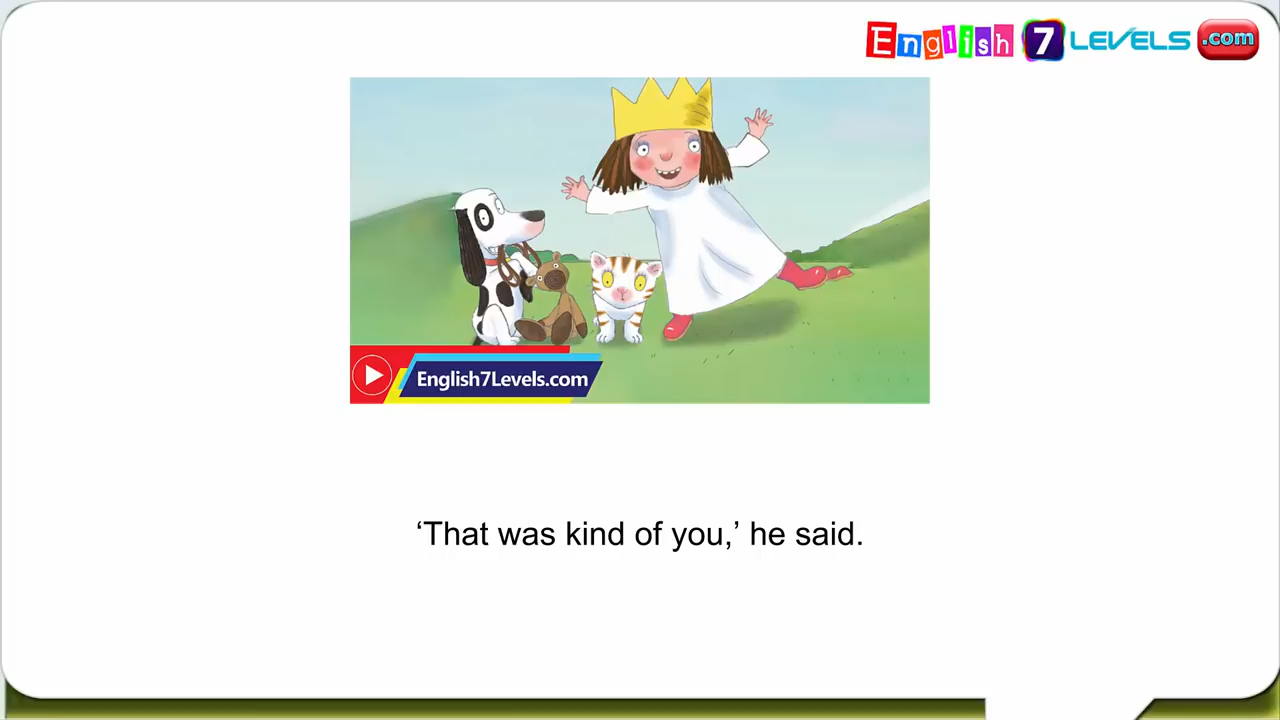 English 7 LEVELS .com
English7Levels.com
‘That was kind of you,’ he said.